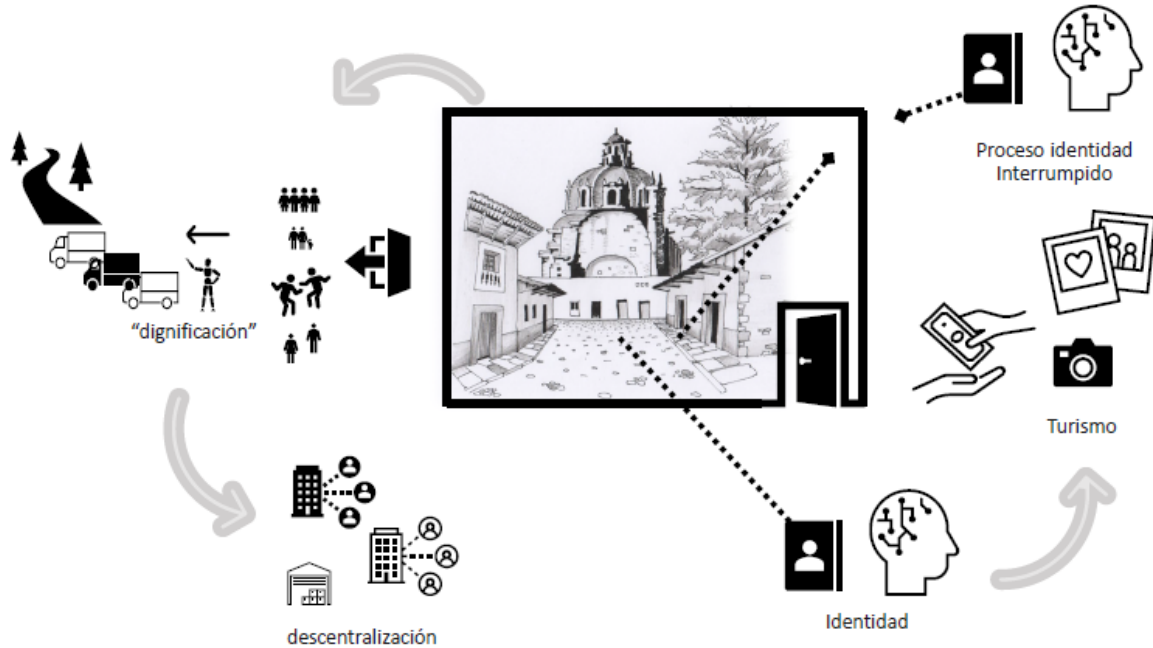 Proceso identidad
Interrumpido
“dignificación”
Turismo
Identidad
descentralización